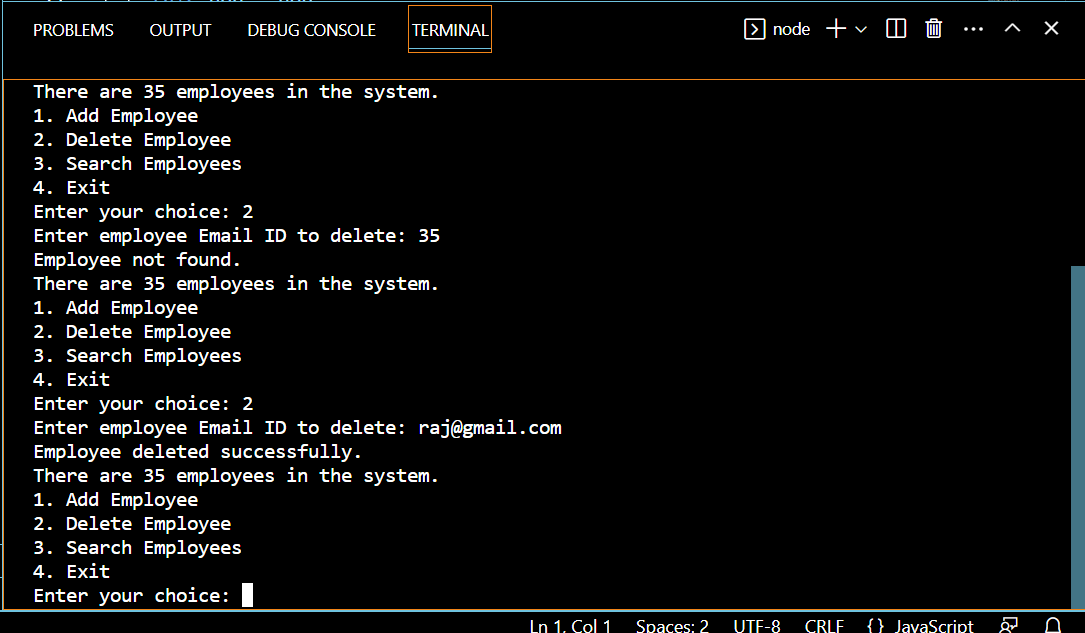 PROBLEMS OUTPUT DEBUG CONSOLE TERMINAL node
There are 35 employees in the system.
1. Add Employee
2. Delete Employee
3. Search Employees
4. Exit
Enter your choice: 2
Enter employee Email ID to delete: 35
Employee not found.
There are 35 employees in the system.
1. Add Employee
2. Delete Employee
3. Search Employees
4. Exit
Enter your choice: 2
Enter employee Email ID to delete: raj@gmail.com
Employee deleted successfully.
There are 35 employees in the system.
1. Add Employee
2. Delete Employee
3. Search Employees
4. Exit
Enter your choice:
Ln 1, Col 1 Spaces: 2 UTF-8 CRLF {} JavaScript